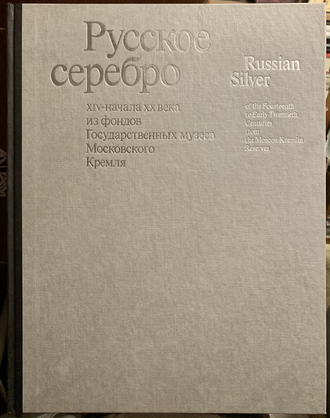 Русское
серебро
XIV-начала XX века
из фондов
Государственных музеев
Московского
Кремля
Russian
Silver
of the Fourteenth
to Early Twentieth
Centuries
from
the Moscow Kremlin
Reserves